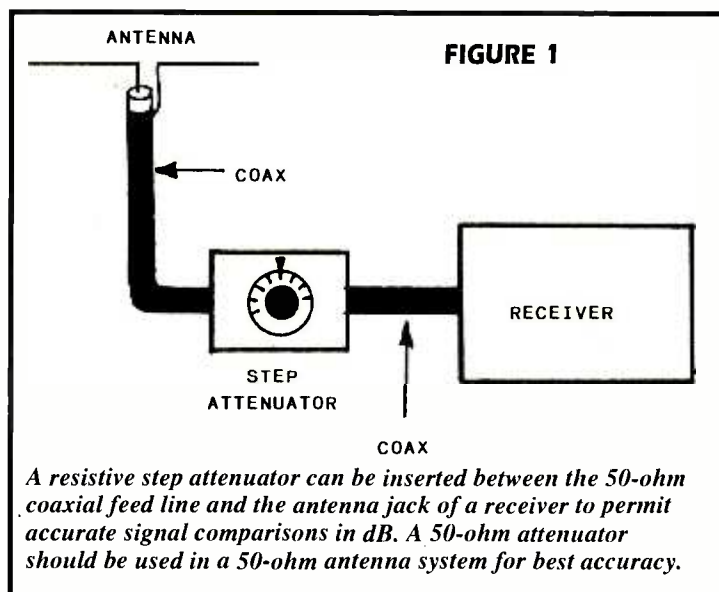 ANTENNA
FIGURE 1
COAX
RECEIVER
STEP
ATTENUATOR
COAX
A resistive step attenuator can be inserted between the 50-ohm
coaxial feed line and the antenna jack of a receiver to permit
accurate signal comparisons in dB. A 50-ohm attenuator
should be used in a 50-ohm antenna system for best accuracy.